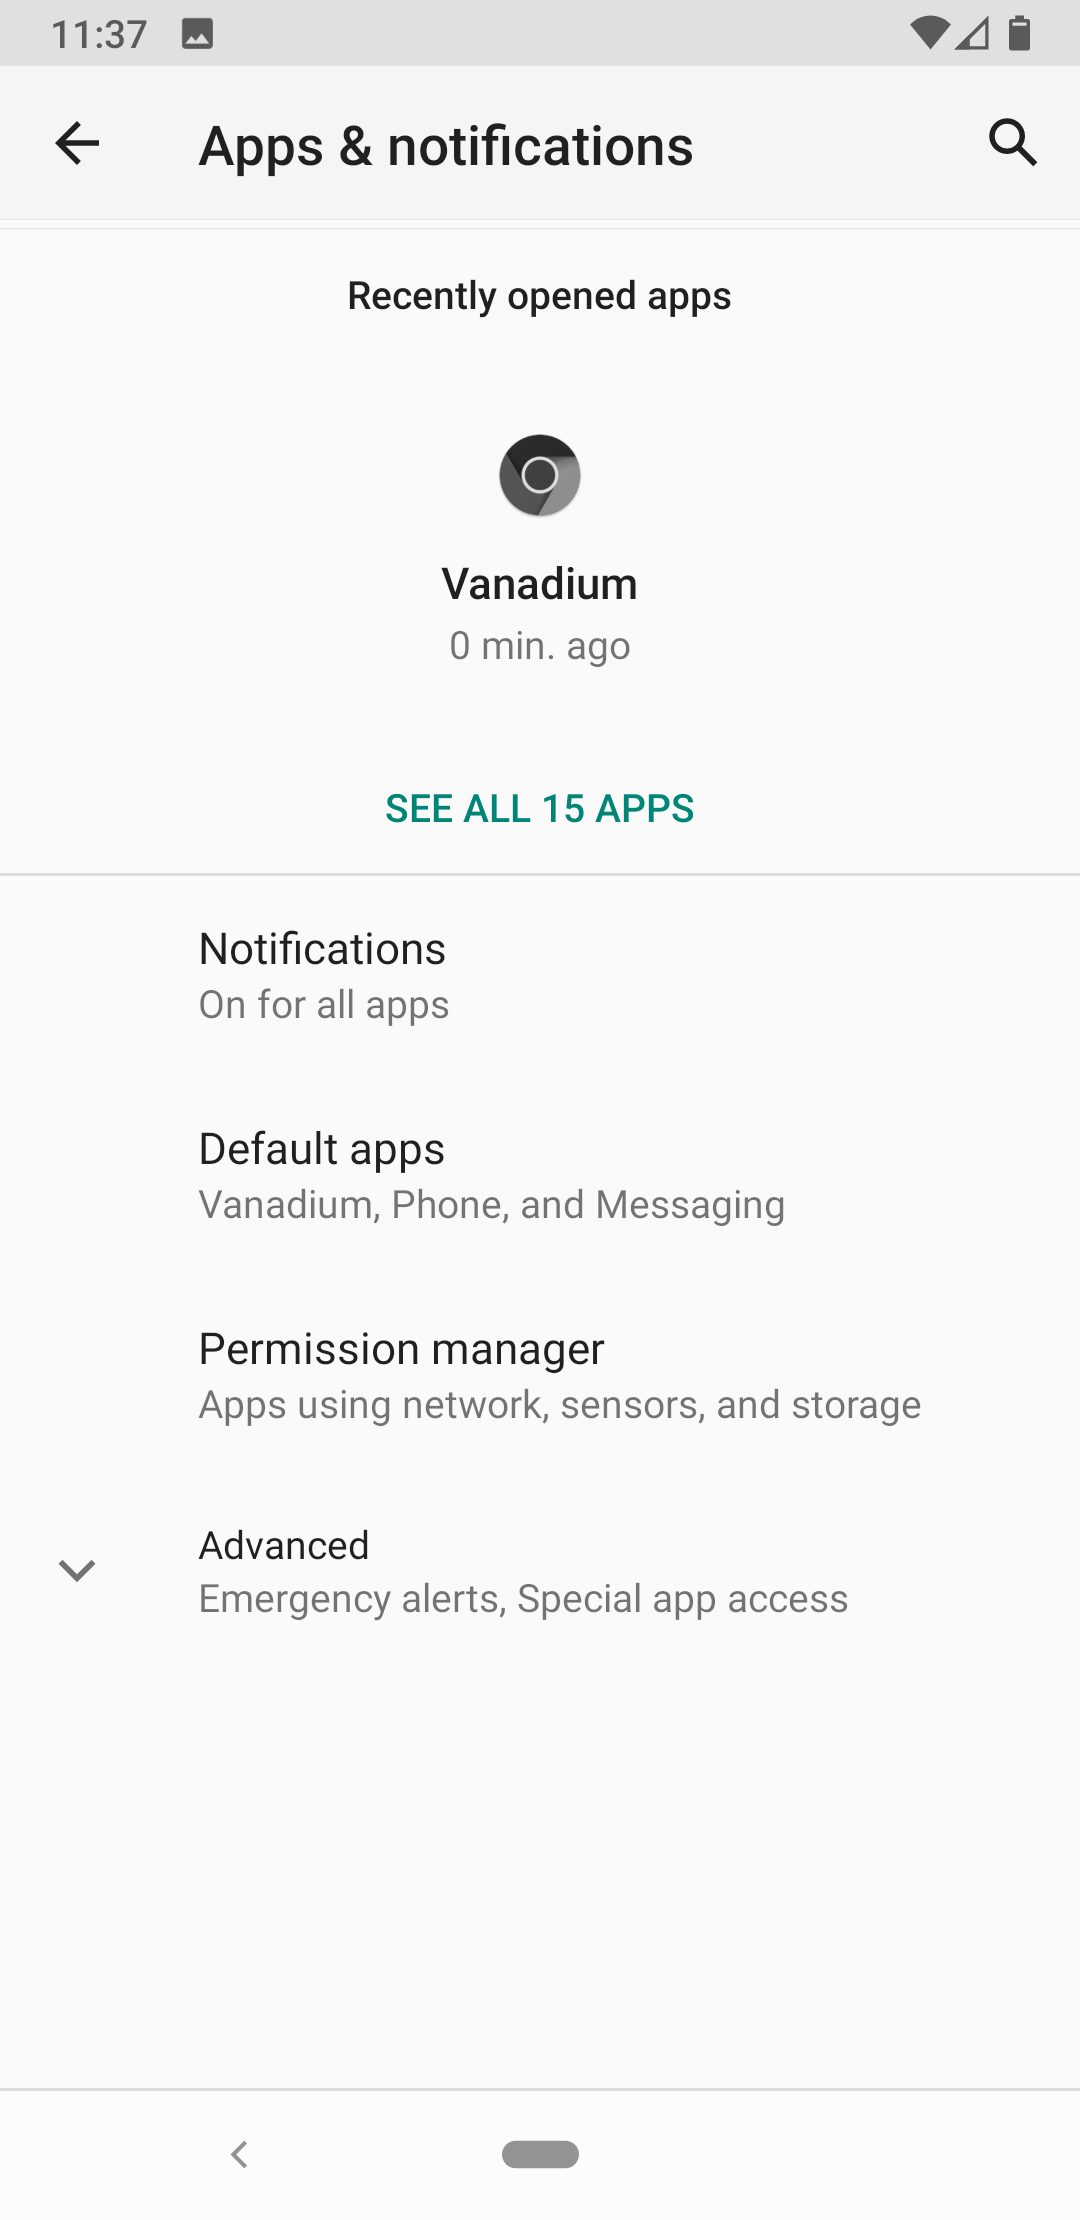 11:37
Apps & notifications
Recently opened apps
Vanadium
0 min. ago
SEE ALL 15 APPS
Notifications
On for all apps
Default apps
Vanadium, Phone, and Messaging
Permission manager
Apps using network, sensors, and storage
Advanced
Emergency alerts, Special app access